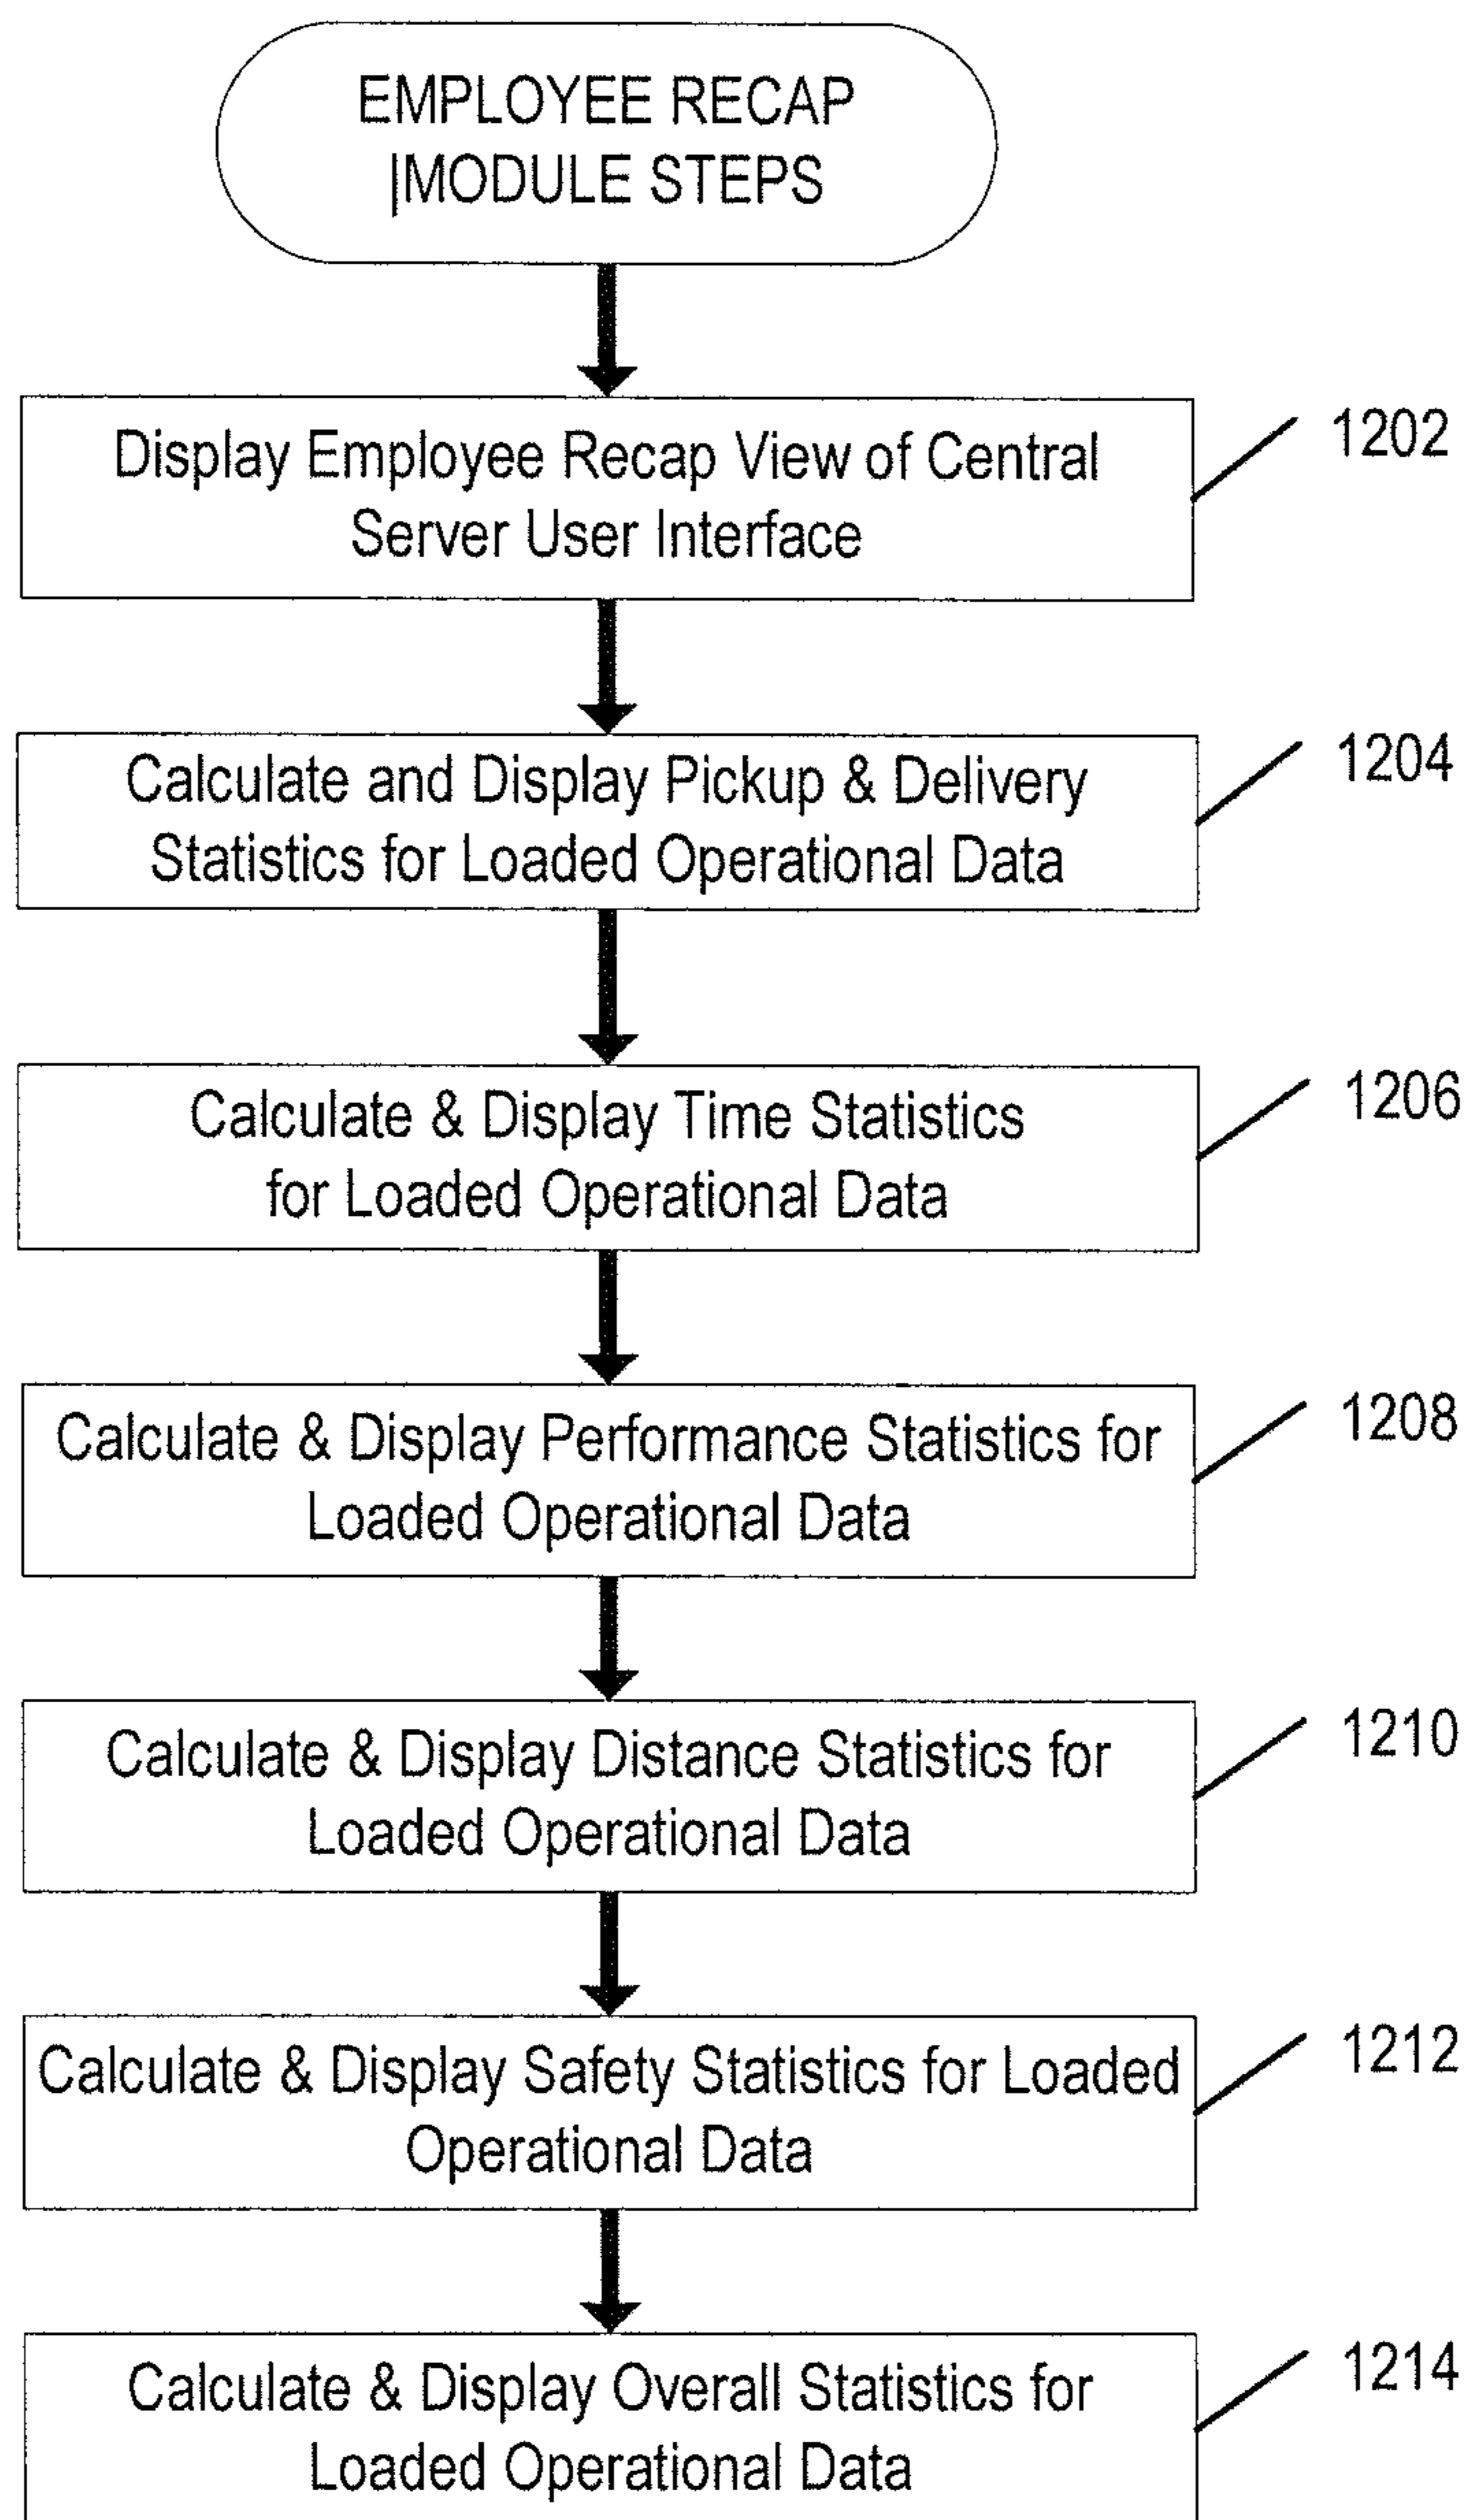 EMPLOYEE RECAP
|MODULE STEPS
Display Employee Recap View of Central
Server User Interface
1202
Calculate and Display Pickup & Delivery
Statistics for Loaded Operational Data
1204
Calculate & Display Time Statistics
for Loaded Operational Data
1206
Calculate & Display Performance Statistics for
Loaded Operational Data
1208
Calculate & Display Distance Statistics for
Loaded Operational Data
1210
Calculate & Display Safety Statistics for Loaded
Operational Data
1212
Calculate & Display Overall Statistics for
Loaded Operational Data
1214